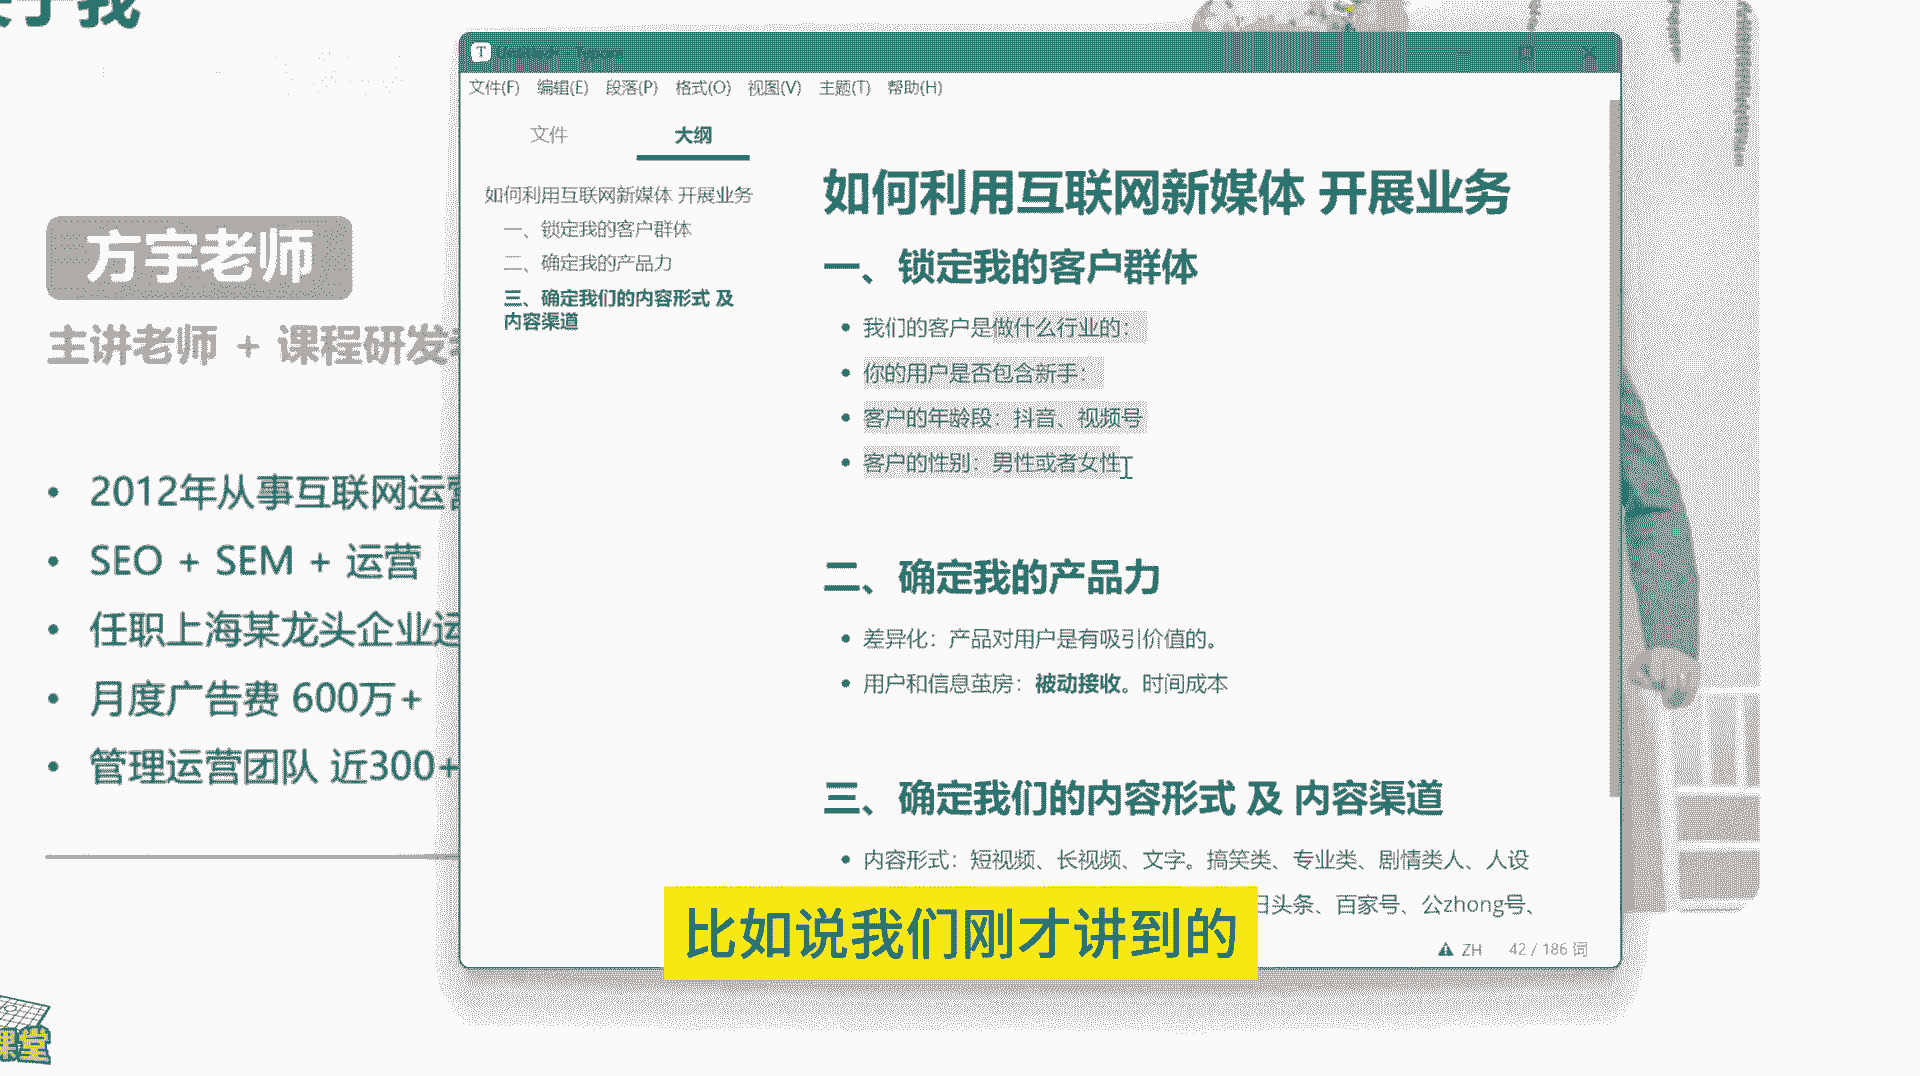 于我
方宇老师
主讲老师 + 课程研发
2012年从事互联网运营
SEO + SEM + 运营
任职上海某龙头企业运
月度广告费 600万+
管理运营团队 近300+
课堂
文件(F) 编辑(E) 段落(P) 格式(O) 视图(V) 主题(T) 帮助(H)
文件 大纲
如何利用互联网新媒体 开展业务
一、锁定我的客户群体
二、确定我的产品力
三、确定我们的内容形式 及
内容渠道
如何利用互联网新媒体 开展业务
一、锁定我的客户群体
我们的客户是做什么行业的：
你的用户是否包含新手：
客户的年龄段：抖音、视频号
客户的性别：男性或者女性
二、确定我的产品力
差异化：产品对用户是有吸引价值的。
用户和信息茧房：被动接收。时间成本
三、确定我们的内容形式 及 内容渠道
内容形式：短视频、长视频、文字。搞笑类、专业类、剧情类人、人设
日头条、百家号、公zhong号、
比如说我们刚才讲到的
ZH 42 / 186 词